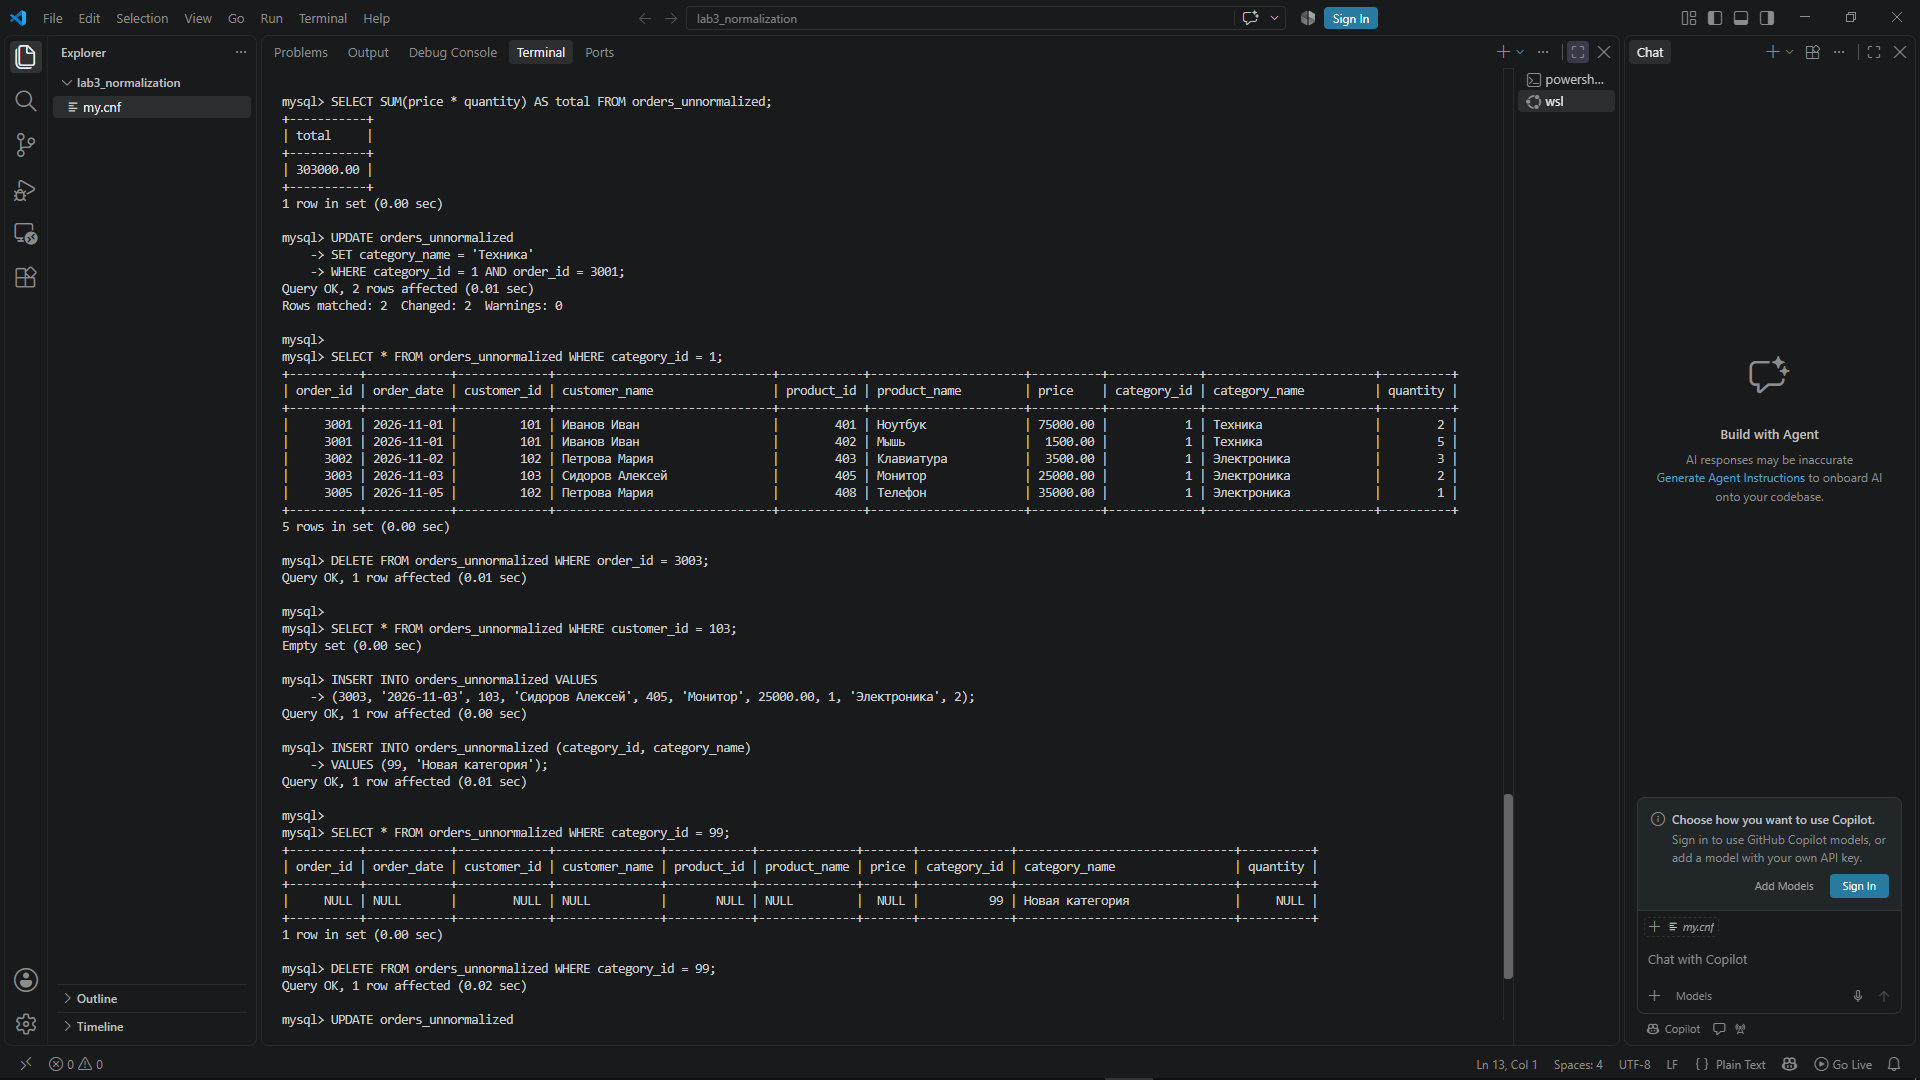 File Edit Selection View Go Run Terminal Help
lab3_normalization
Sign In
Explorer
lab3_normalization
my.cnf
Outline
Timeline
Problems Output Debug Console Terminal Ports
mysql> SELECT SUM(price * quantity) AS total FROM orders_unnormalized;
+-----------+
| total     |
+-----------+
| 303000.00 |
+-----------+
1 row in set (0.00 sec)
mysql> UPDATE orders_unnormalized
    -> SET category_name = 'Техника'
    -> WHERE category_id = 1 AND order_id = 3001;
Query OK, 2 rows affected (0.01 sec)
Rows matched: 2  Changed: 2  Warnings: 0
mysql>
mysql> SELECT * FROM orders_unnormalized WHERE category_id = 1;
+----------+------------+-------------+-------------------------------+------------+----------------------+----------+-------------+------------------------+----------+
| order_id | order_date | customer_id | customer_name                 | product_id | product_name         | price    | category_id | category_name          | quantity |
+----------+------------+-------------+-------------------------------+------------+----------------------+----------+-------------+------------------------+----------+
|     3001 | 2026-11-01 |         101 | Иванов Иван                   |        401 | Ноутбук              | 75000.00 |           1 | Техника                |        2 |
|     3001 | 2026-11-01 |         101 | Иванов Иван                   |        402 | Мышь                 |  1500.00 |           1 | Техника                |        5 |
|     3002 | 2026-11-02 |         102 | Петрова Мария                 |        403 | Клавиатура           |  3500.00 |           1 | Электроника            |        3 |
|     3003 | 2026-11-03 |         103 | Сидоров Алексей               |        405 | Монитор              | 25000.00 |           1 | Электроника            |        2 |
|     3005 | 2026-11-05 |         102 | Петрова Мария                 |        408 | Телефон              | 35000.00 |           1 | Электроника            |        1 |
+----------+------------+-------------+-------------------------------+------------+----------------------+----------+-------------+------------------------+----------+
5 rows in set (0.00 sec)
mysql> DELETE FROM orders_unnormalized WHERE order_id = 3003;
Query OK, 1 row affected (0.01 sec)
mysql>
mysql> SELECT * FROM orders_unnormalized WHERE customer_id = 103;
Empty set (0.00 sec)
mysql> INSERT INTO orders_unnormalized VALUES
    -> (3003, '2026-11-03', 103, 'Сидоров Алексей', 405, 'Монитор', 25000.00, 1, 'Электроника', 2);
Query OK, 1 row affected (0.00 sec)
mysql> INSERT INTO orders_unnormalized (category_id, category_name)
    -> VALUES (99, 'Новая категория');
Query OK, 1 row affected (0.01 sec)
mysql>
mysql> SELECT * FROM orders_unnormalized WHERE category_id = 99;
+----------+------------+-------------+---------------+------------+--------------+-------+-------------+-------------------------------+----------+
| order_id | order_date | customer_id | customer_name | product_id | product_name | price | category_id | category_name                 | quantity |
+----------+------------+-------------+---------------+------------+--------------+-------+-------------+-------------------------------+----------+
|     NULL | NULL       |        NULL | NULL          |       NULL | NULL         |  NULL |          99 | Новая категория               |     NULL |
+----------+------------+-------------+---------------+------------+--------------+-------+-------------+-------------------------------+----------+
1 row in set (0.00 sec)
mysql> DELETE FROM orders_unnormalized WHERE category_id = 99;
Query OK, 1 row affected (0.02 sec)
mysql> UPDATE orders_unnormalized
powersh...
wsl
Chat
Build with Agent
AI responses may be inaccurate
Generate Agent Instructions to onboard AI
onto your codebase.
Choose how you want to use Copilot.
Sign in to use GitHub Copilot models, or
add a model with your own API key.
Add Models Sign In
my.cnf
Chat with Copilot
Models
Copilot
0 0 Ln 13, Col 1 Spaces: 4 UTF-8 LF { } Plain Text Go Live